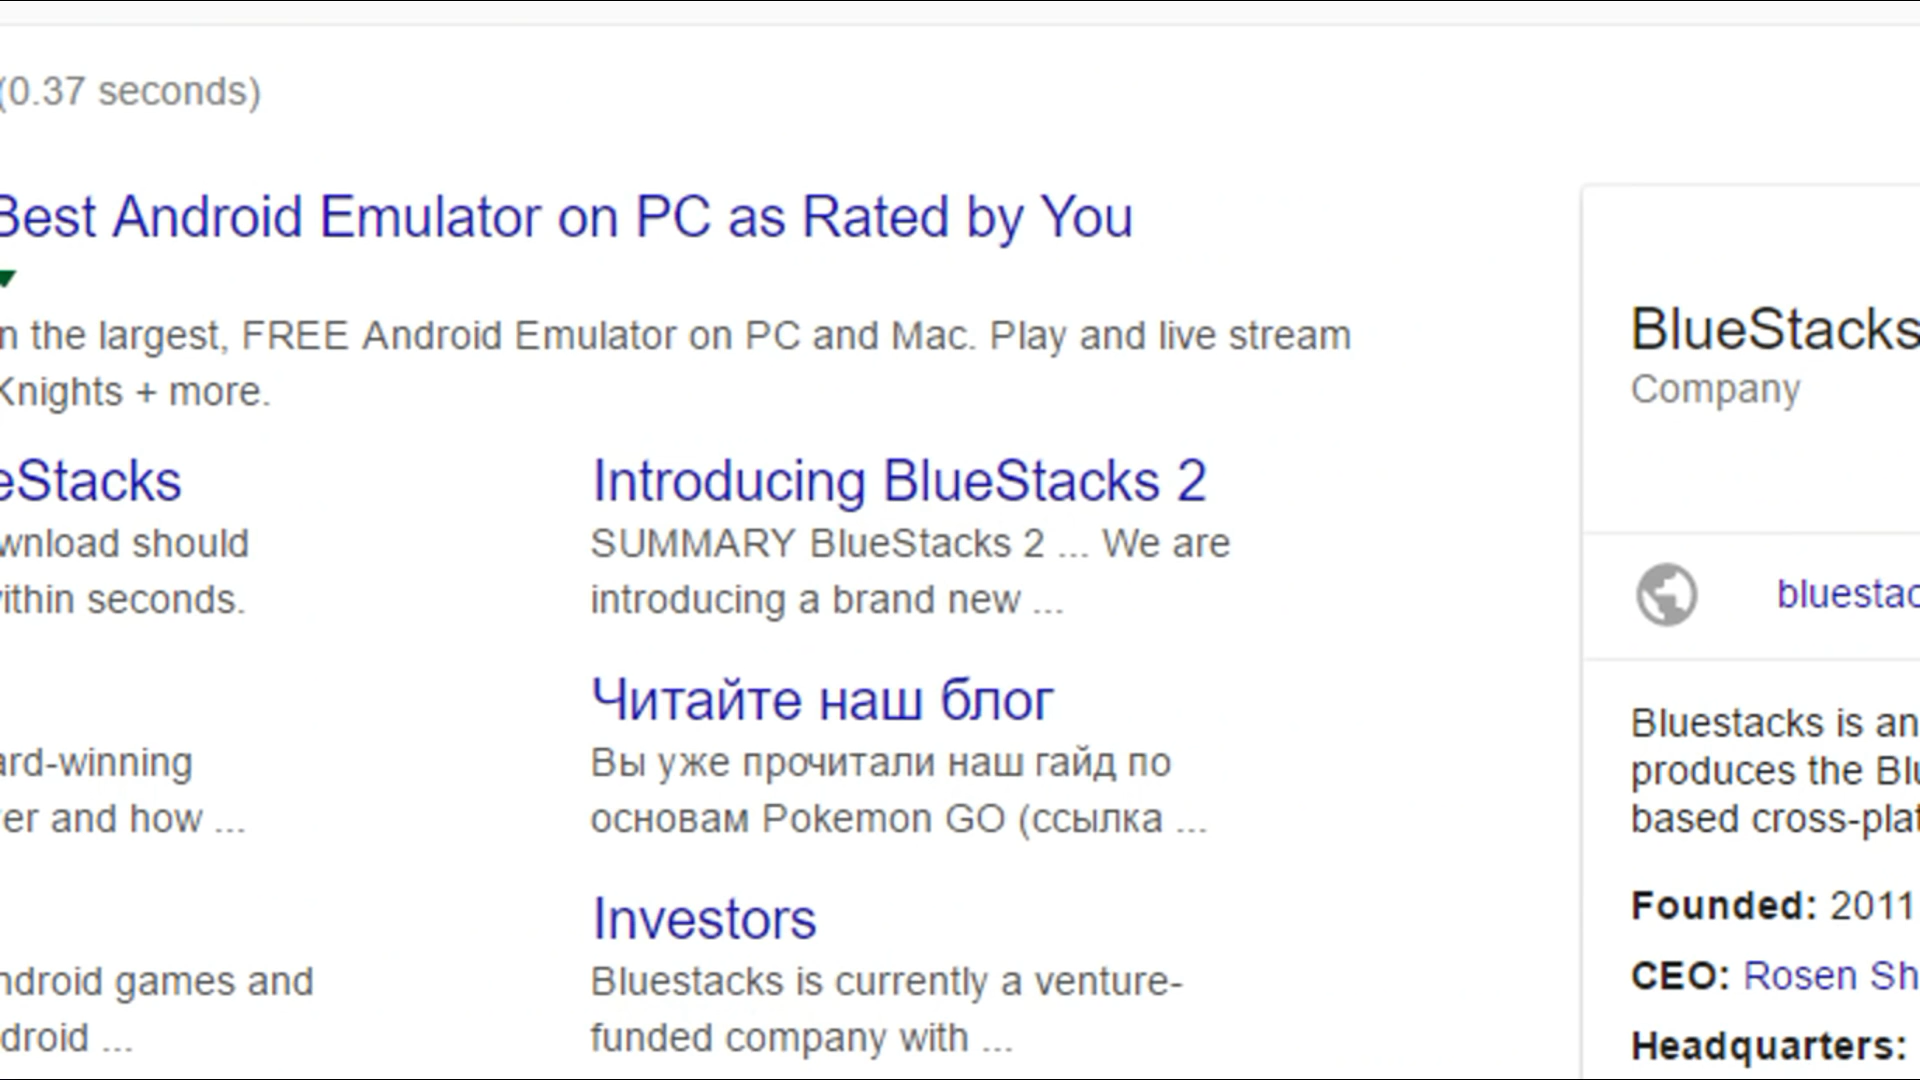 (0.37 seconds)
Best Android Emulator on PC as Rated by You
n the largest, FREE Android Emulator on PC and Mac. Play and live stream
Knights + more.
eStacks
wnload should
ithin seconds.
ard-winning
er and how ...
ndroid games and
droid ...
Introducing BlueStacks 2
SUMMARY BlueStacks 2 ... We are
introducing a brand new ...
Читайте наш блог
Вы уже прочитали наш гайд по
основам Pokemon GO (ссылка ...
Investors
Bluestacks is currently a venture-
funded company with ...
BlueStacks
Company
bluestac
Bluestacks is an
produces the Blu
based cross-plat
Founded: 2011
CEO: Rosen Sh
Headquarters: